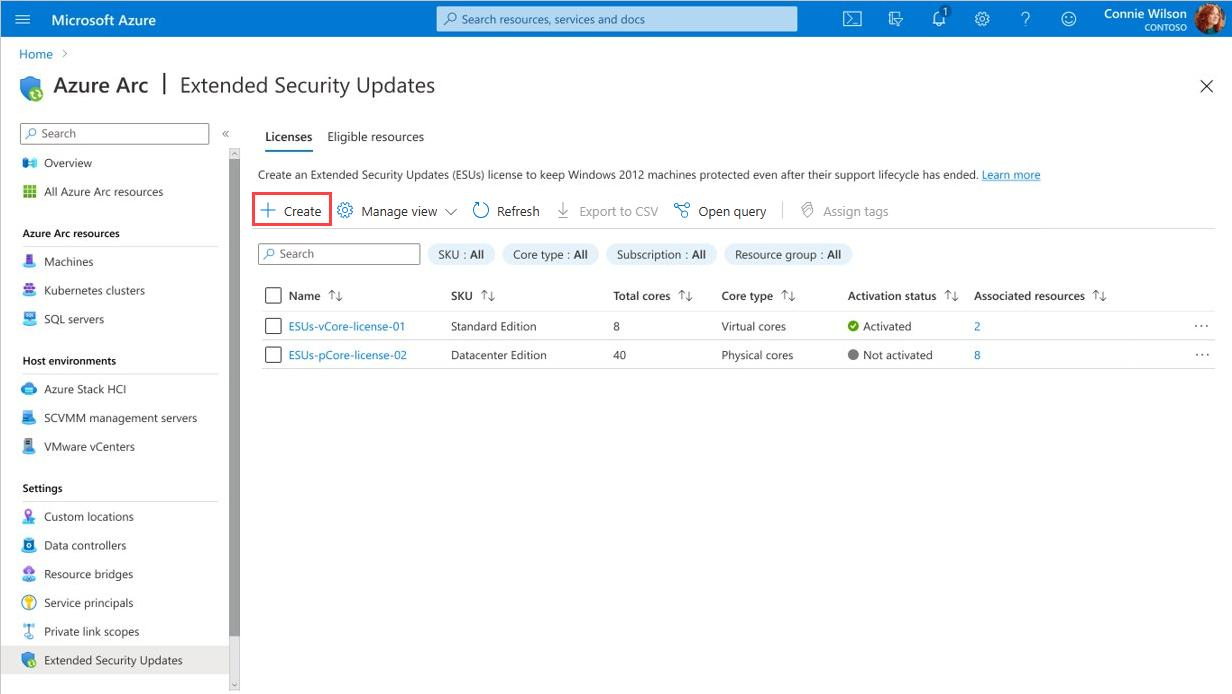 Microsoft Azure
Search resources, services and docs
1
Connie Wilson
CONTOSO
Home
Azure Arc | Extended Security Updates
Search
«
Overview
All Azure Arc resources
Azure Arc resources
Machines
Kubernetes clusters
SQL servers
Host environments
Azure Stack HCI
SCVMM management servers
VMware vCenters
Settings
Custom locations
Data controllers
Resource bridges
Service principals
Private link scopes
Extended Security Updates
Licenses Eligible resources
Create an Extended Security Updates (ESUs) license to keep Windows 2012 machines protected even after their support lifecycle has ended. Learn more
Create Manage view Refresh Export to CSV Open query Assign tags
Search SKU : All Core type : All Subscription : All Resource group : All
Name SKU Total cores Core type Activation status Associated resources
ESUs-vCore-license-01 Standard Edition 8 Virtual cores Activated 2 ...
ESUs-pCore-license-02 Datacenter Edition 40 Physical cores Not activated 8 ...